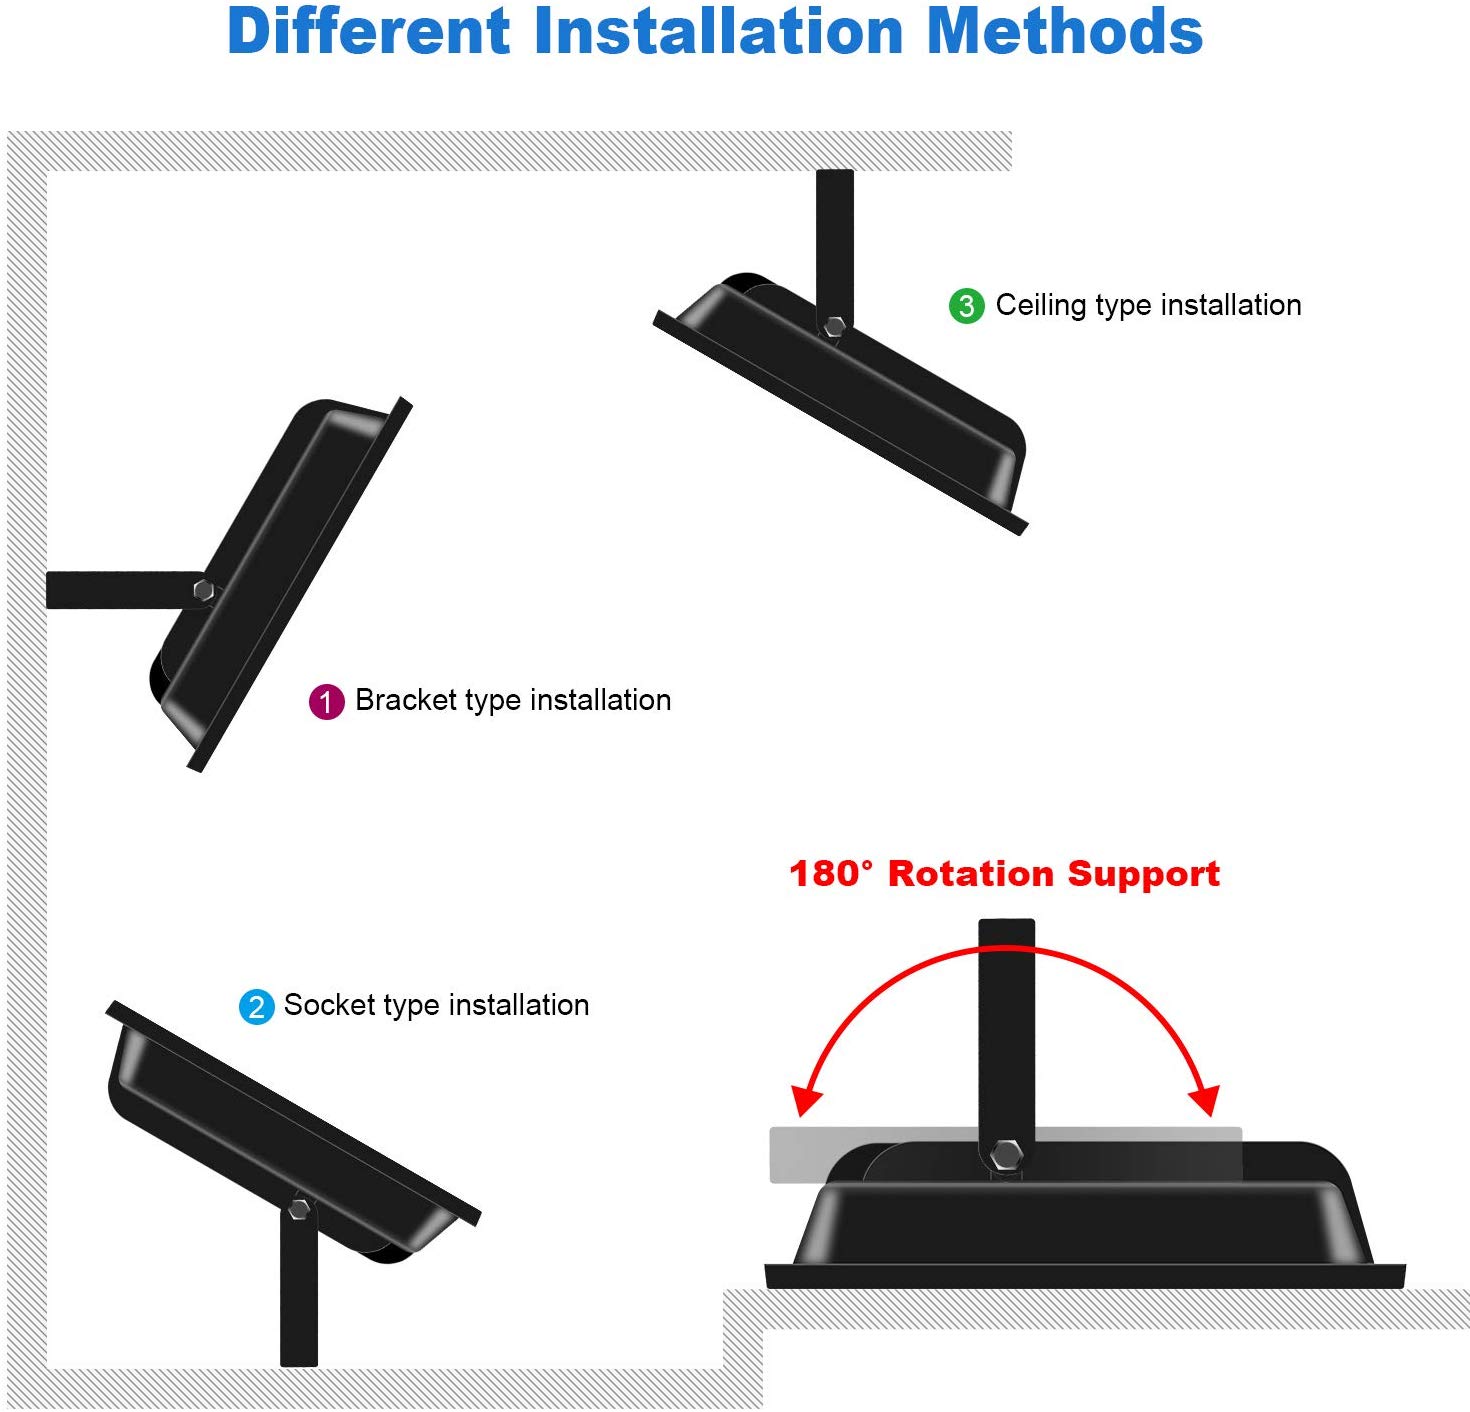 Different Installation Methods
3 Ceiling type installation
1 Bracket type installation
180° Rotation Support
2 Socket type installation